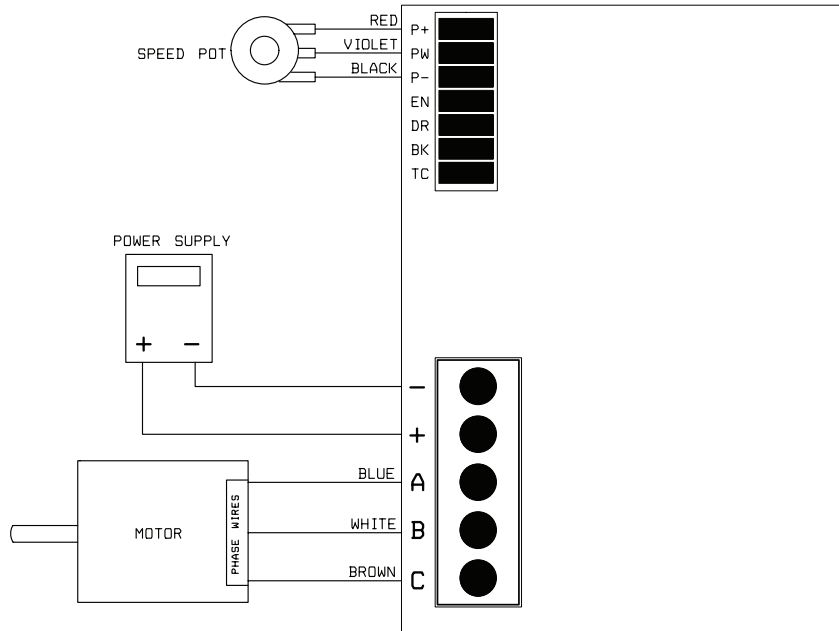 RED
P+
SPEED POT
VIOLET
PW
BLACK
P-
EN
DR
BK
TC
POWER SUPPLY
+ -
-
+
BLUE
A
MOTOR
PHASE WIRES
WHITE
B
BROWN
C